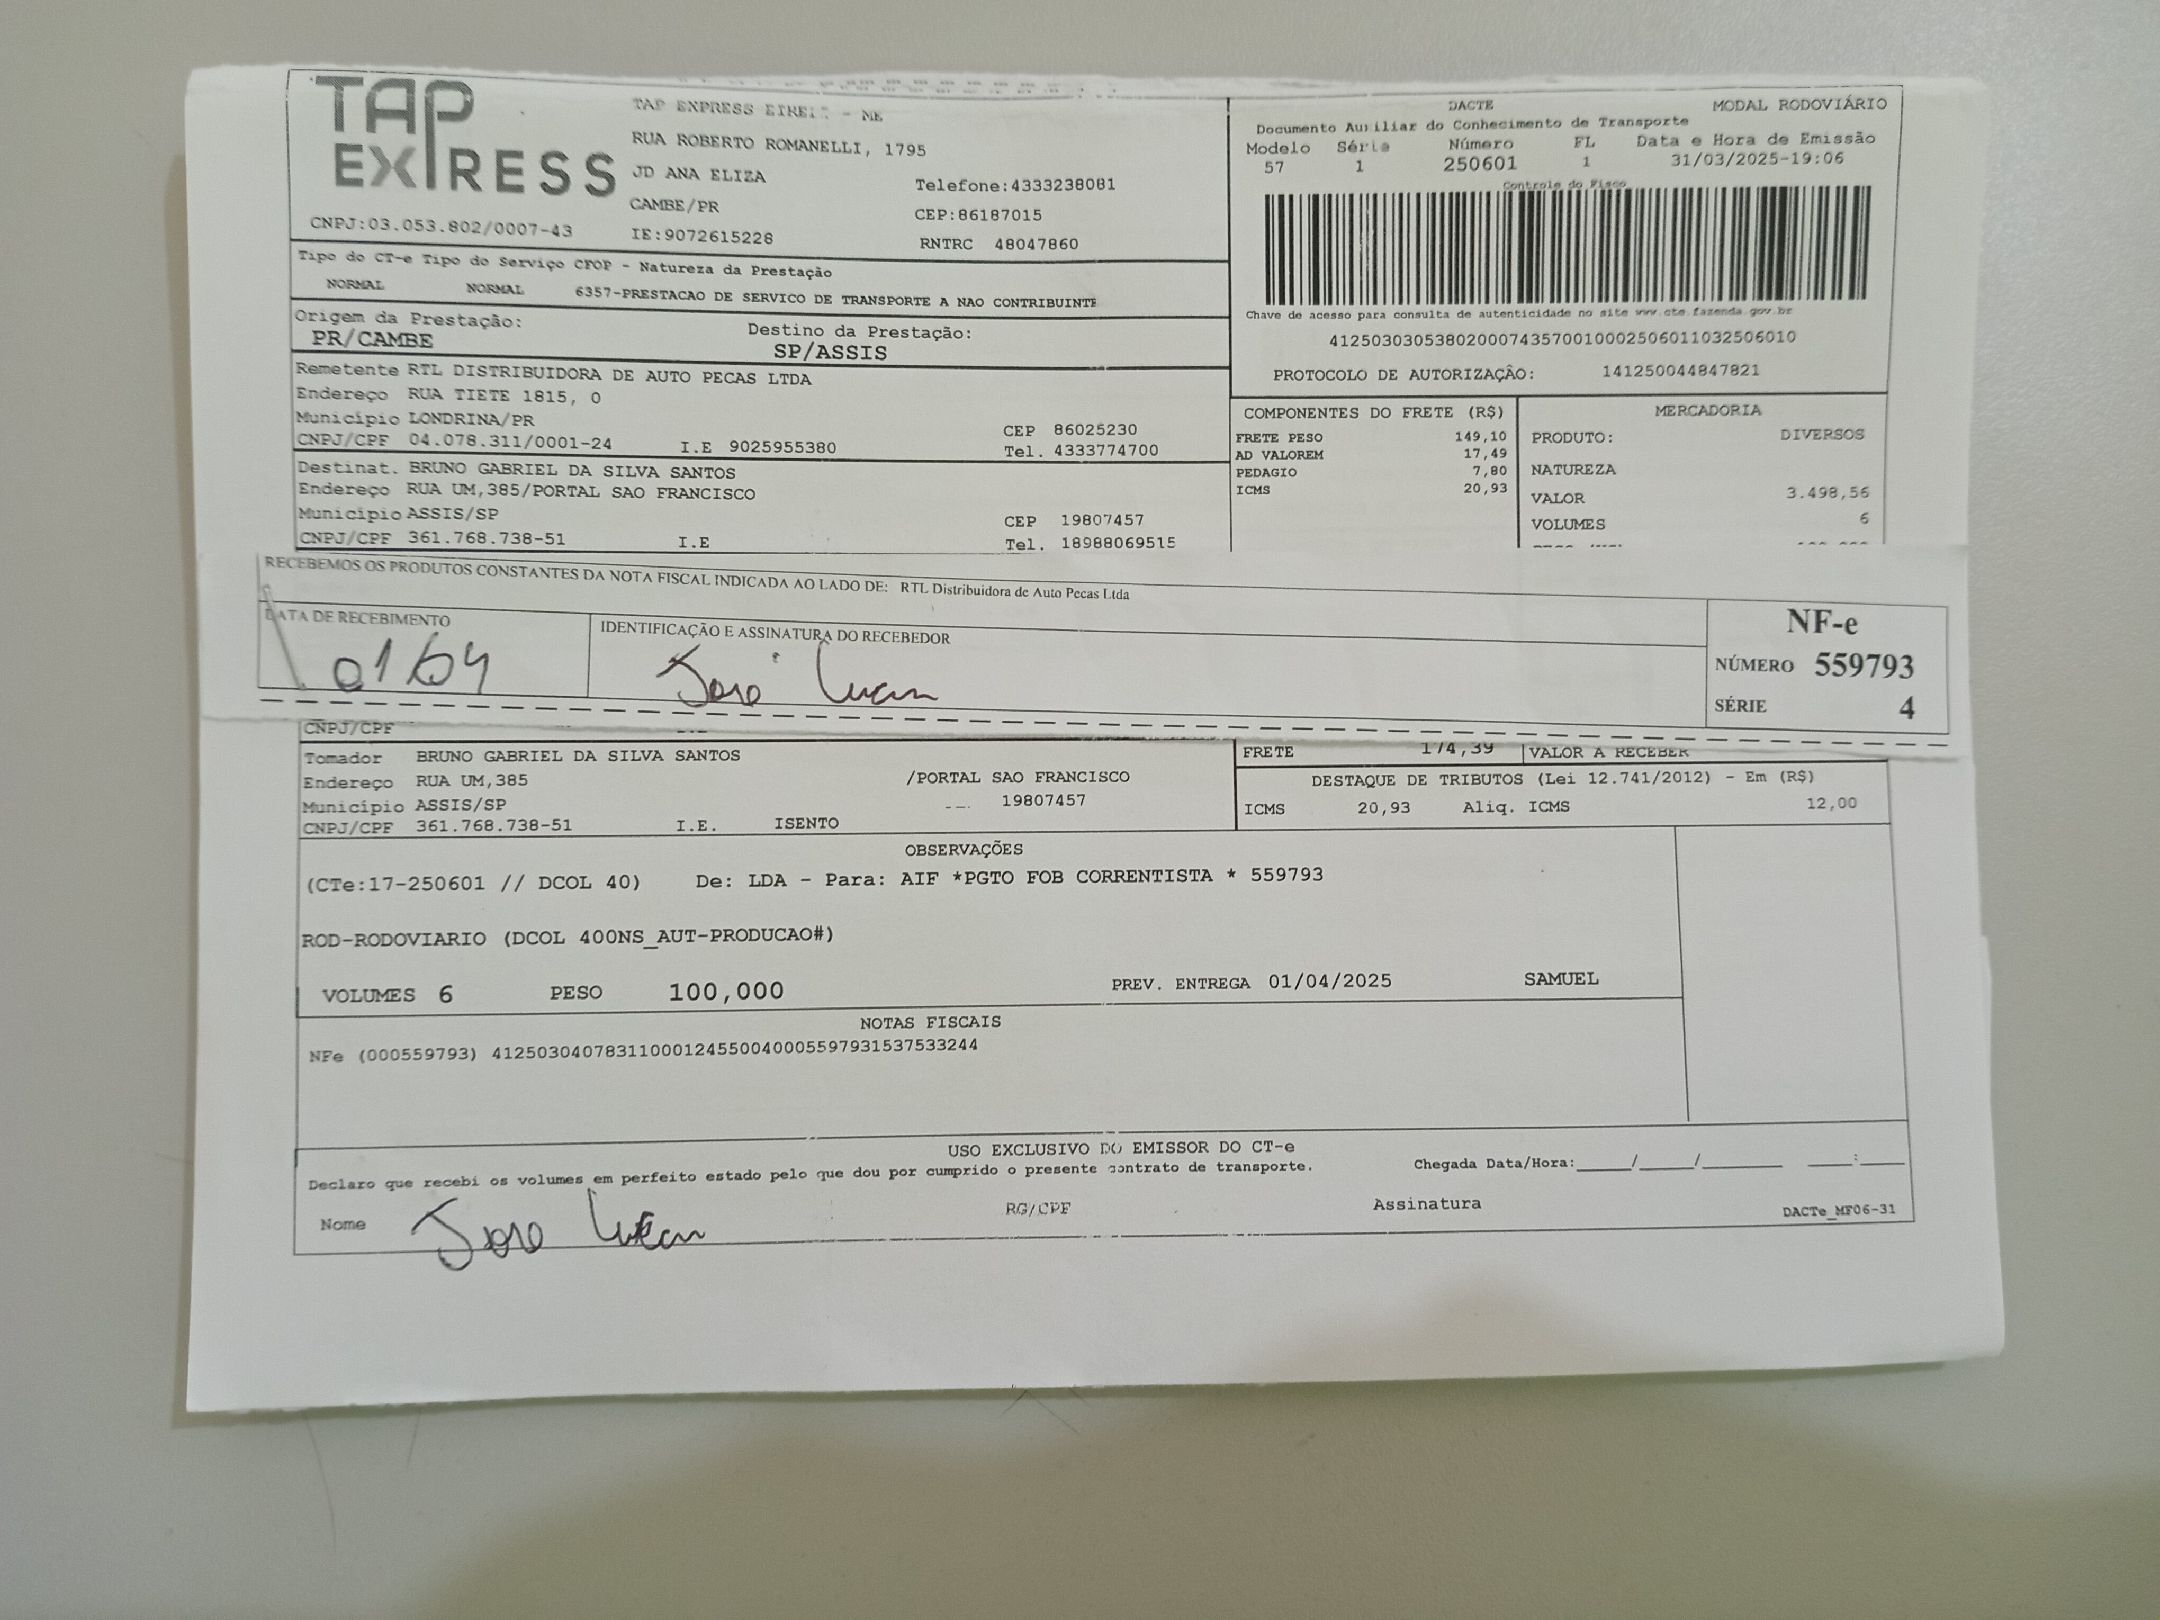 TAP
EXPRESS
CNPJ:03.053.802/0007-43
TAP EXPRESS EIRELI - ME
RUA ROBERTO ROMANELLI, 1795
JD ANA ELIZA
Telefone:4333238081
CAMBE/PR
CEP:86187015
IE:9072615228
RNTRC 48047860
DACTE
MODAL RODOVIÁRIO
Documento Auxiliar do Conhecimento de Transporte
Modelo Série Número FL Data e Hora de Emissão
57 1 250601 1 31/03/2025-19:06
Controle do Fisco
Chave de acesso para consulta de autenticidade no site www.cte.fazenda.gov.br
41250303053802000743570010002506011032506010
PROTOCOLO DE AUTORIZAÇÃO: 141250044847821
Tipo do CT-e Tipo do Serviço CFOP - Natureza da Prestação
NORMAL NORMAL 6357-PRESTACAO DE SERVICO DE TRANSPORTE A NAO CONTRIBUINTE
Origem da Prestação: Destino da Prestação:
PR/CAMBE SP/ASSIS
Remetente RTL DISTRIBUIDORA DE AUTO PECAS LTDA
Endereço RUA TIETE 1815, 0
Município LONDRINA/PR CEP 86025230
CNPJ/CPF 04.078.311/0001-24 I.E 9025955380 Tel. 4333774700
Destinat. BRUNO GABRIEL DA SILVA SANTOS
Endereço RUA UM,385/PORTAL SAO FRANCISCO
Município ASSIS/SP CEP 19807457
CNPJ/CPF 361.768.738-51 I.E Tel. 18988069515
COMPONENTES DO FRETE (R$)
FRETE PESO 149,10
AD VALOREM 17,49
PEDAGIO 7,80
ICMS 20,93
MERCADORIA
PRODUTO: DIVERSOS
NATUREZA
VALOR 3.498,56
VOLUMES 6
RECEBEMOS OS PRODUTOS CONSTANTES DA NOTA FISCAL INDICADA AO LADO DE: RTL Distribuidora de Auto Pecas Ltda
DATA DE RECEBIMENTO
01/04
IDENTIFICAÇÃO E ASSINATURA DO RECEBEDOR
NF-e
NÚMERO 559793
SÉRIE 4
CNPJ/CPF
Tomador BRUNO GABRIEL DA SILVA SANTOS
Endereço RUA UM,385 /PORTAL SAO FRANCISCO
Município ASSIS/SP 19807457
CNPJ/CPF 361.768.738-51 I.E. ISENTO
FRETE 174,39 VALOR A RECEBER
DESTAQUE DE TRIBUTOS (Lei 12.741/2012) - Em (R$)
ICMS 20,93 Aliq. ICMS 12,00
OBSERVAÇÕES
(CTe:17-250601 // DCOL 40) De: LDA - Para: AIF *PGTO FOB CORRENTISTA * 559793
ROD-RODOVIARIO (DCOL 400NS_AUT-PRODUCAO#)
VOLUMES 6 PESO 100,000 PREV. ENTREGA 01/04/2025 SAMUEL
NOTAS FISCAIS
NFe (000559793) 41250304078311000124550040005597931537533244
USO EXCLUSIVO DO EMISSOR DO CT-e
Declaro que recebi os volumes em perfeito estado pelo que dou por cumprido o presente contrato de transporte.
Chegada Data/Hora:____/____/______ ___:___
Nome RG/CPF Assinatura
DACTe_MF06-31